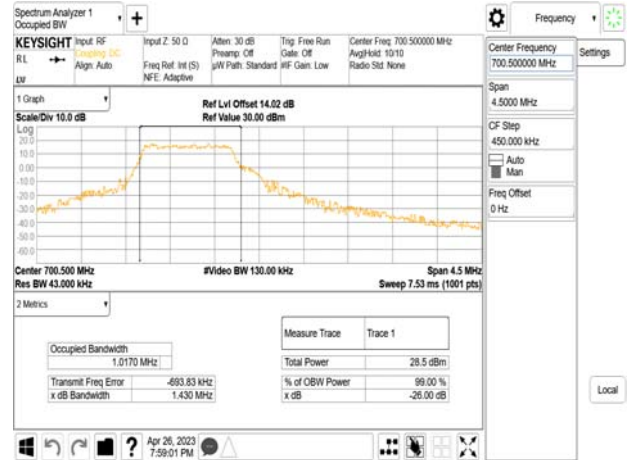 Spectrum Analyzer 1
Occupied BW
Frequency
KEYSIGHT
Input: RF
Coupling: DC
Align: Auto
RL
LV
Input Z: 50 Ω
Freq Ref: Int (S)
NFE: Adaptive
Atten: 30 dB
Preamp: Off
µW Path: Standard
Trig: Free Run
Gate: Off
#IF Gain: Low
Center Freq: 700.500000 MHz
Avg|Hold: 10/10
Radio Std: None
Center Frequency
700.500000 MHz
Settings
Span
4.5000 MHz
CF Step
450.000 kHz
Auto
Man
Freq Offset
0 Hz
Local
1 Graph
Scale/Div 10.0 dB
Ref Lvl Offset 14.02 dB
Ref Value 30.00 dBm
Log
20.0
10.0
0.00
-10.0
-20.0
-30.0
-40.0
-50.0
-60.0
Center 700.500 MHz
#Video BW 130.00 kHz
Span 4.5 MHz
Res BW 43.000 kHz
Sweep 7.53 ms (1001 pts)
2 Metrics
Measure Trace Trace 1
Occupied Bandwidth
1.0170 MHz
Total Power 28.5 dBm
Transmit Freq Error -693.83 kHz
% of OBW Power 99.00 %
x dB Bandwidth 1.430 MHz
x dB -26.00 dB
?
Apr 26, 2023
7:59:01 PM